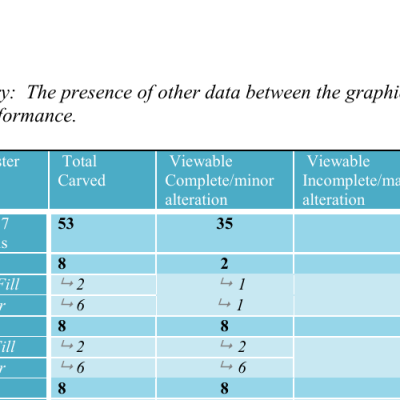 y: The presence of other data between the graphi
formance.
ster Total Viewable Viewable
Carved Complete/minor Incomplete/ma
alteration alteration
7 53 35
s
8 2
Fill ↪ 2 ↪ 1
r ↪ 6 ↪ 1
8 8
ill ↪ 2 ↪ 2
r ↪ 6 ↪ 6
8 8